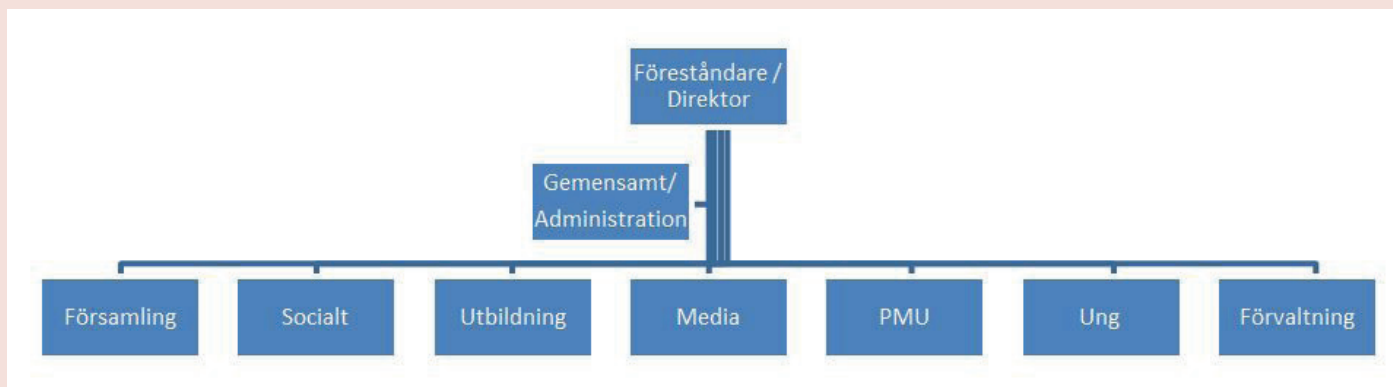 Föreståndare /
Direktor
Gemensamt/
Administration
Församling
Socialt
Utbildning
Media
PMU
Ung
Förvaltning